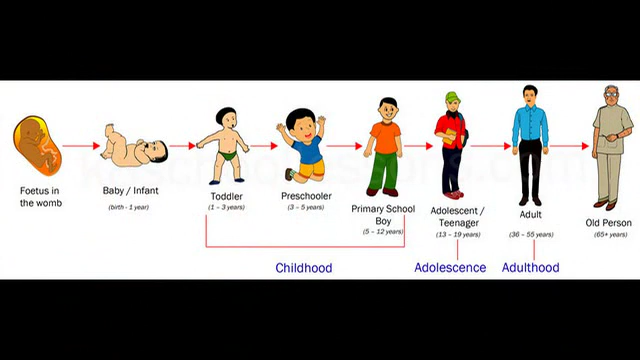 Foetus in
the womb
Baby / Infant
(birth - 1 year)
Toddler
(1 – 3 years)
Preschooler
(3 – 5 years)
Primary School
Boy
(5 – 12 years)
Adolescent /
Teenager
(13 – 19 years)
Adult
(36 – 55 years)
Old Person
(65+ years)
Childhood
Adolescence
Adulthood